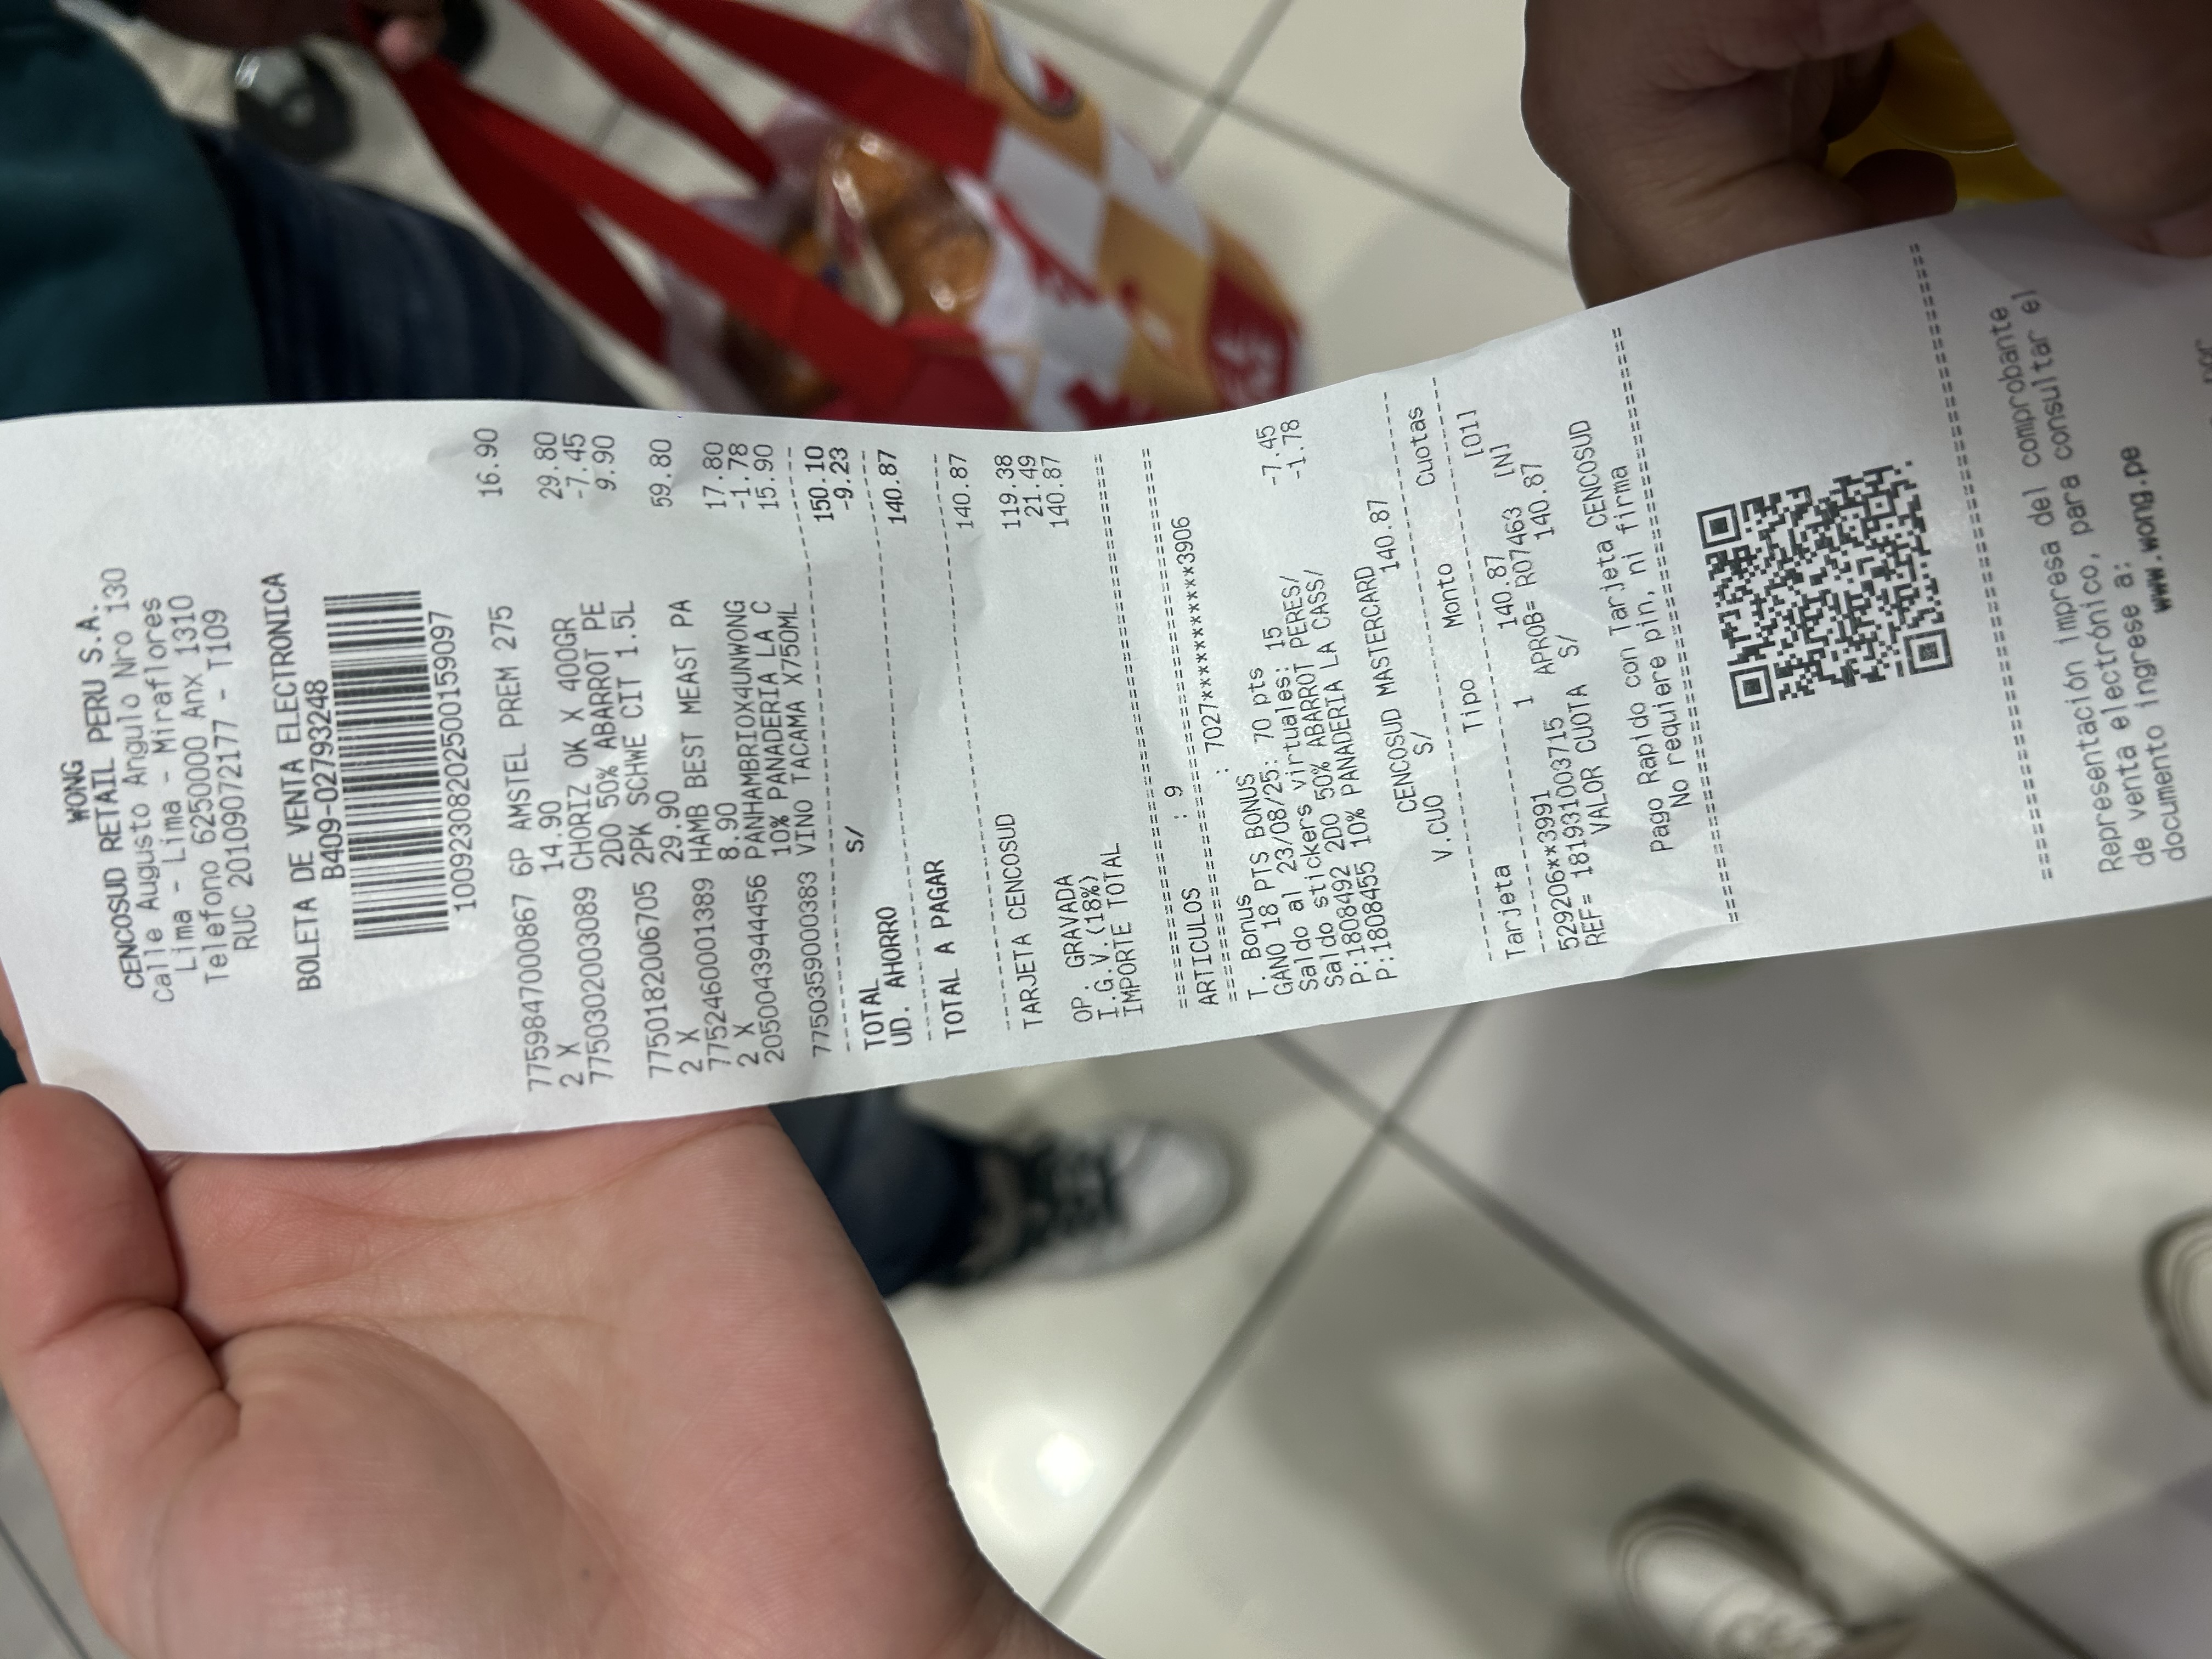 WONG
CENCOSUD RETAIL PERU S.A.
Calle Augusto Angulo Nro 130
Lima - Lima - Miraflores
Telefono 6250000 Anx 1310
RUC 20109072177 - T109
BOLETA DE VENTA ELECTRONICA
B409-02793248
10092308202500159097
7759847000867 6P AMSTEL PREM 275 16.90
2 X 14.90
7750302003089 CHORIZ OK X 400GR 29.80
2DO 50% ABARROT PE -7.45
7750182006705 2PK SCHWE CIT 1.5L 9.90
2 X 29.90
7752460001389 HAMB BEST MEAST PA 59.80
2 X 8.90
2050043944456 PANHAMBRIOX4UNWONG 17.80
10% PANADERIA LA C -1.78
7750359000383 VINO TACAMA X750ML 15.90
TOTAL S/ 150.10
UD. AHORRO -9.23
TOTAL A PAGAR 140.87
TARJETA CENCOSUD 140.87
OP. GRAVADA 119.38
I.G.V.(18%) 21.49
IMPORTE TOTAL 140.87
ARTICULOS : 9
T. Bonus : 7027***********3906
GANO 18 PTS BONUS
Saldo al 23/08/25: 70 pts
Saldo stickers virtuales: 15
P:1808492 2DO 50% ABARROT PERES/ -7.45
P:1808455 10% PANADERIA LA CASS/ -1.78
CENCOSUD MASTERCARD
V.CUO S/ 140.87
Tarjeta Tipo Monto Cuotas
529206**3991 1 140.87 [01]
REF= 181931003715 APROB= R07463 [N]
VALOR CUOTA S/ 140.87
Pago Rapido con Tarjeta CENCOSUD
No requiere pin, ni firma
Representación impresa del comprobante
de venta electrónico, para consultar el
documento ingrese a:
www.wong.pe